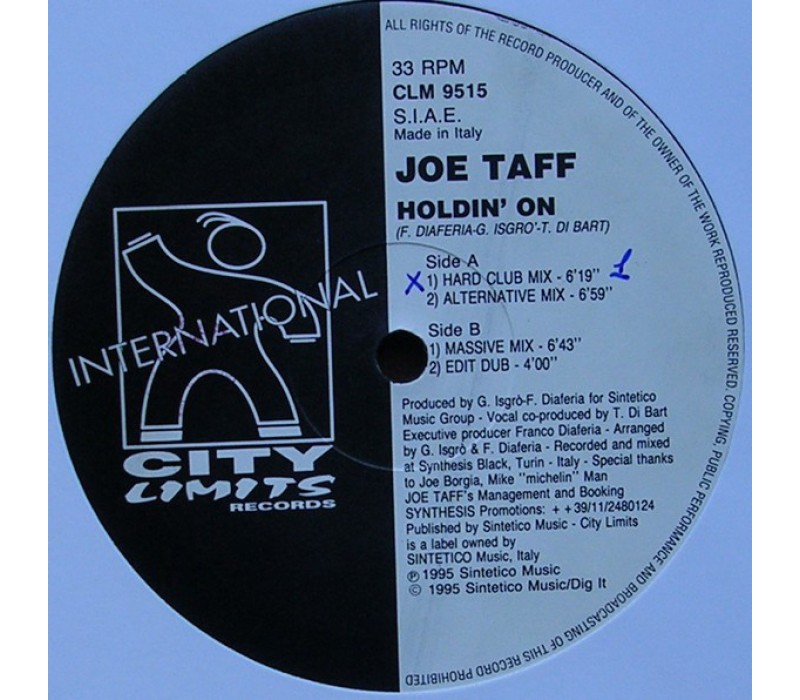 ALL RIGHTS OF THE RECORD PRODUCER AND OF THE OWNER OF THE WORK REPRODUCED RESERVED. COPYING, PUBLIC PERFORMANCE AND BROADCASTING OF THIS RECORD PROHIBITED
33 RPM
CLM 9515
S.I.A.E.
Made in Italy
JOE TAFF
HOLDIN' ON
(F. DIAFERIA-G. ISGRO'-T. DI BART)
Side A
X 1) HARD CLUB MIX - 6'19'' 1
2) ALTERNATIVE MIX - 6'59''
Side B
1) MASSIVE MIX - 6'43''
2) EDIT DUB - 4'00''
Produced by G. Isgrò-F. Diaferia for Sintetico
Music Group - Vocal co-produced by T. Di Bart
Executive producer Franco Diaferia - Arranged
by G. Isgrò & F. Diaferia - Recorded and mixed
at Synthesis Black, Turin - Italy - Special thanks
to Joe Borgia, Mike ''michelin'' Man
JOE TAFF's Management and Booking
SYNTHESIS Promotions: + +39/11/2480124
Published by Sintetico Music - City Limits
is a label owned by
SINTETICO Music, Italy
℗ 1995 Sintetico Music
© 1995 Sintetico Music/Dig It
INTERNATIONAL
CITY
LIMITS
RECORDS